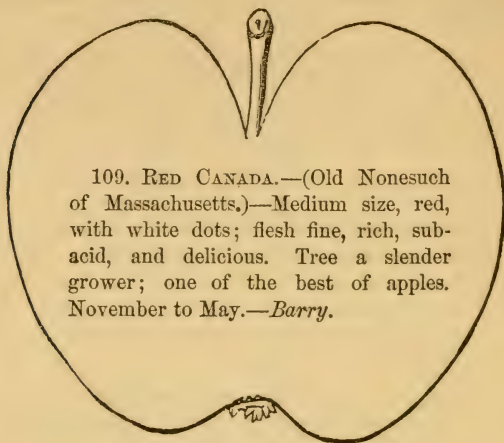 109. RED CANADA.—(Old Nonesuch
of Massachusetts.)—Medium size, red,
with white dots; flesh fine, rich, sub-
acid, and delicious. Tree a slender
grower; one of the best of apples.
November to May.—Barry.